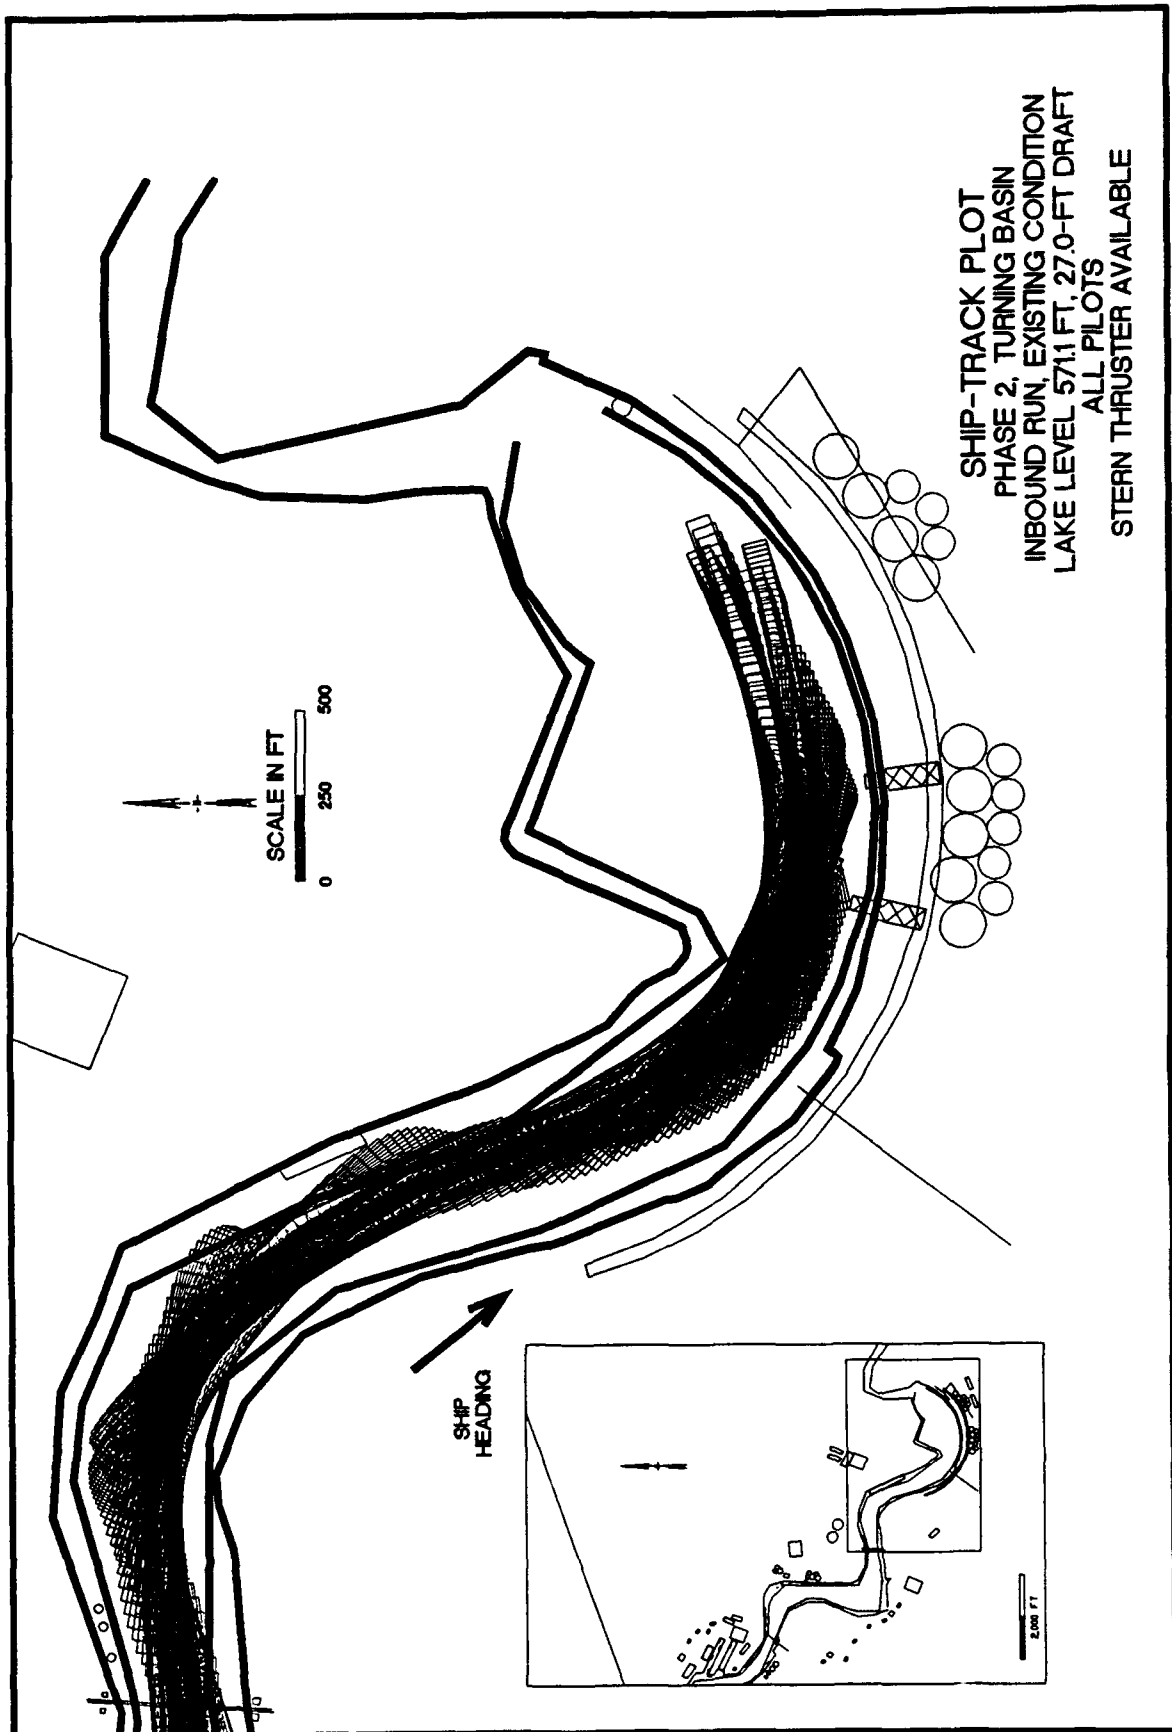 SHIP-TRACK PLOT
PHASE 2, TURNING BASIN
INBOUND RUN, EXISTING CONDITION
LAKE LEVEL 571.1 FT, 27.0-FT DRAFT
ALL PILOTS
STERN THRUSTER AVAILABLE
SCALE IN FT
0 250 500
SHIP
HEADING
2,000 FT